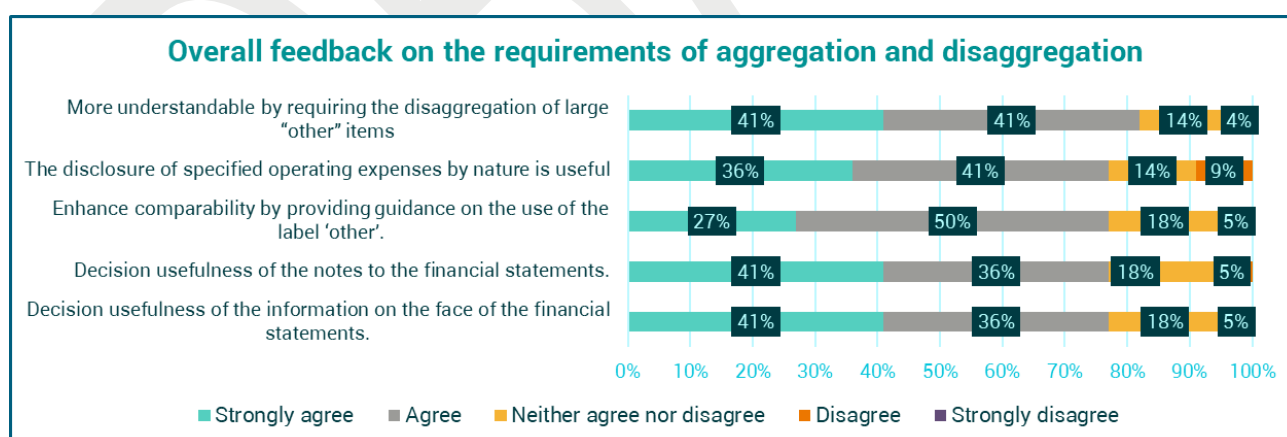 Overall feedback on the requirements of aggregation and disaggregation
More understandable by requiring the disaggregation of large
“other” items
41% 41% 14% 4%
The disclosure of specified operating expenses by nature is useful
36% 41% 14% 9%
Enhance comparability by providing guidance on the use of the
label ‘other’.
27% 50% 18% 5%
Decision usefulness of the notes to the financial statements.
41% 36% 18% 5%
Decision usefulness of the information on the face of the financial
statements.
41% 36% 18% 5%
0% 10% 20% 30% 40% 50% 60% 70% 80% 90% 100%
Strongly agree Agree Neither agree nor disagree Disagree Strongly disagree